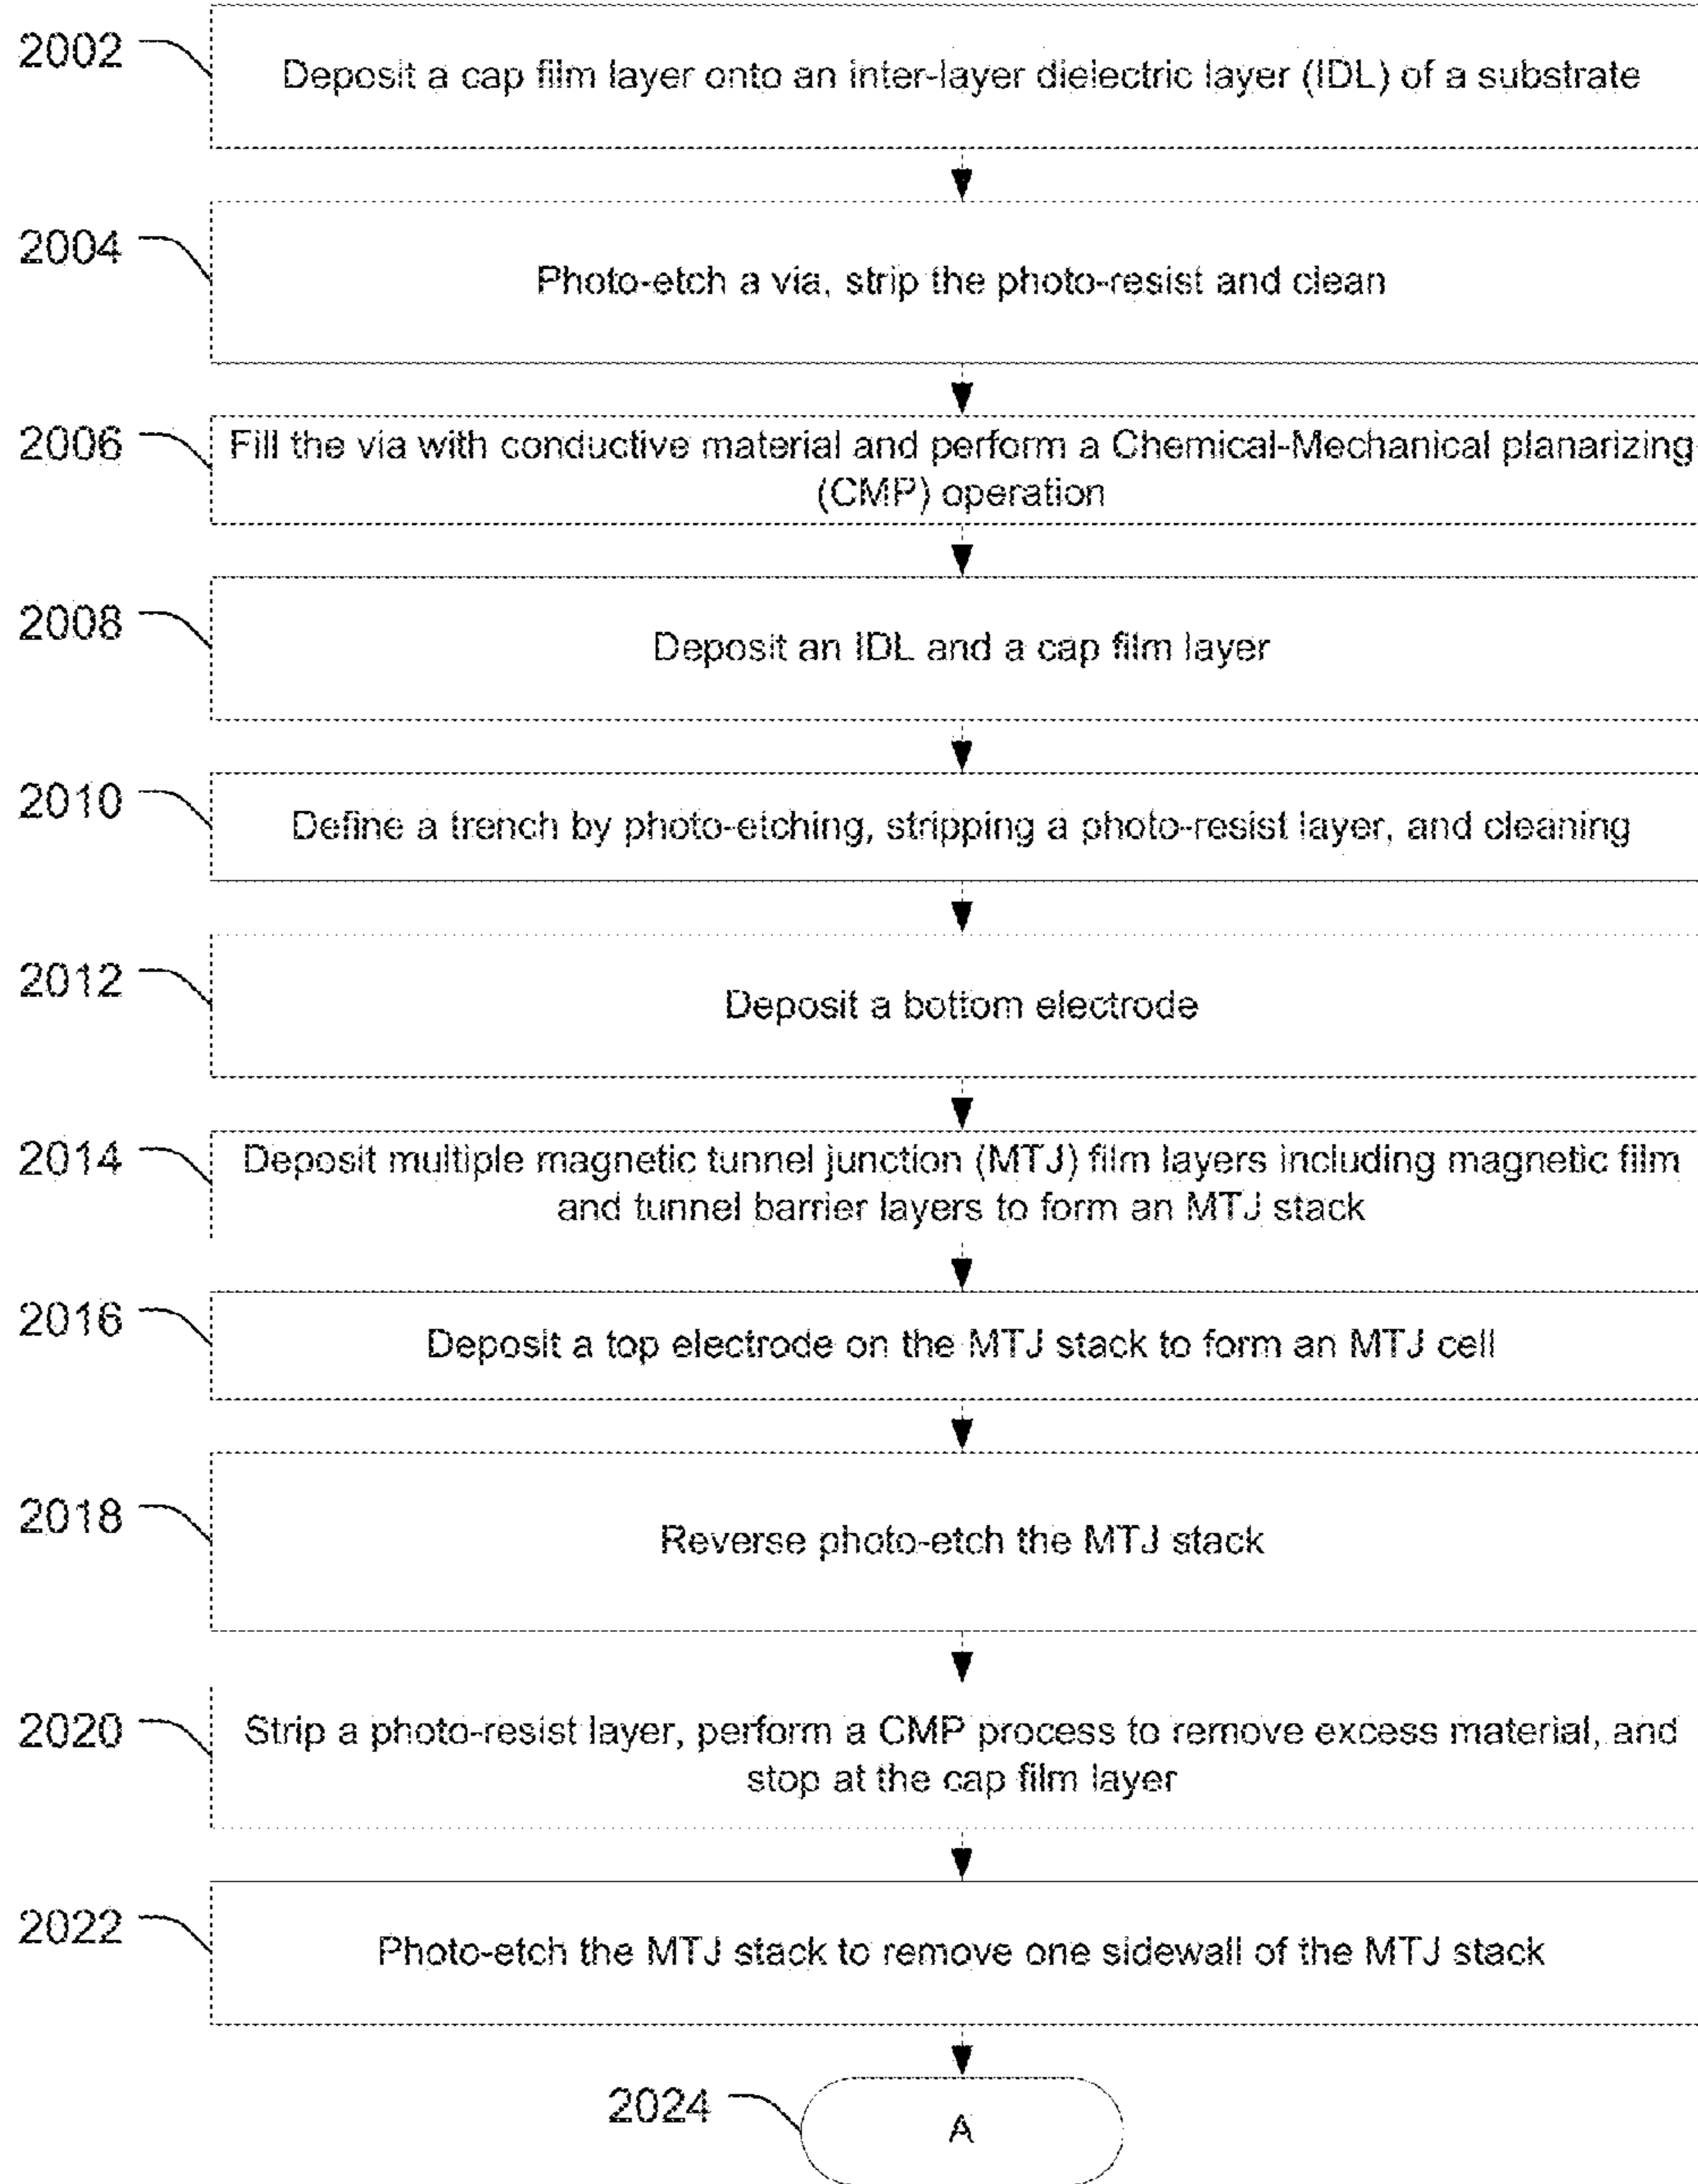 2002
Deposit a cap film layer onto an inter-layer dielectric layer (IDL) of a substrate
2004
Photo-etch a via, strip the photo-resist and clean
2006
Fill the via with conductive material and perform a Chemical-Mechanical planarizing
(CMP) operation
2008
Deposit an IDL and a cap film layer
2010
Define a trench by photo-etching, stripping a photo-resist layer, and cleaning
2012
Deposit a bottom electrode
2014
Deposit multiple magnetic tunnel junction (MTJ) film layers including magnetic film
and tunnel barrier layers to form an MTJ stack
2016
Deposit a top electrode on the MTJ stack to form an MTJ cell
2018
Reverse photo-etch the MTJ stack
2020
Strip a photo-resist layer, perform a CMP process to remove excess material, and
stop at the cap film layer
2022
Photo-etch the MTJ stack to remove one sidewall of the MTJ stack
2024
A